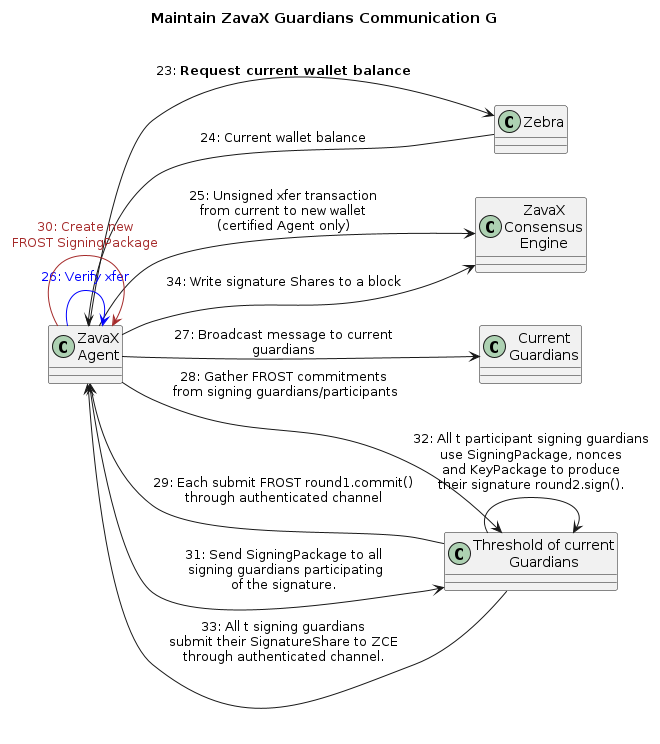 Maintain ZavaX Guardians Communication G
23: Request current wallet balance
C Zebra
24: Current wallet balance
25: Unsigned xfer transaction
from current to new wallet
(certified Agent only)
C ZavaX
Consensus
Engine
30: Create new
FROST SigningPackage
26: Verify xfer
34: Write signature Shares to a block
C ZavaX
Agent
27: Broadcast message to current
guardians
C Current
Guardians
28: Gather FROST commitments
from signing guardians/participants
32: All t participant signing guardians
use SigningPackage, nonces
and KeyPackage to produce
their signature round2.sign().
29: Each submit FROST round1.commit()
through authenticated channel
C Threshold of current
Guardians
31: Send SigningPackage to all
signing guardians participating
of the signature.
33: All t signing guardians
submit their SignatureShare to ZCE
through authenticated channel.